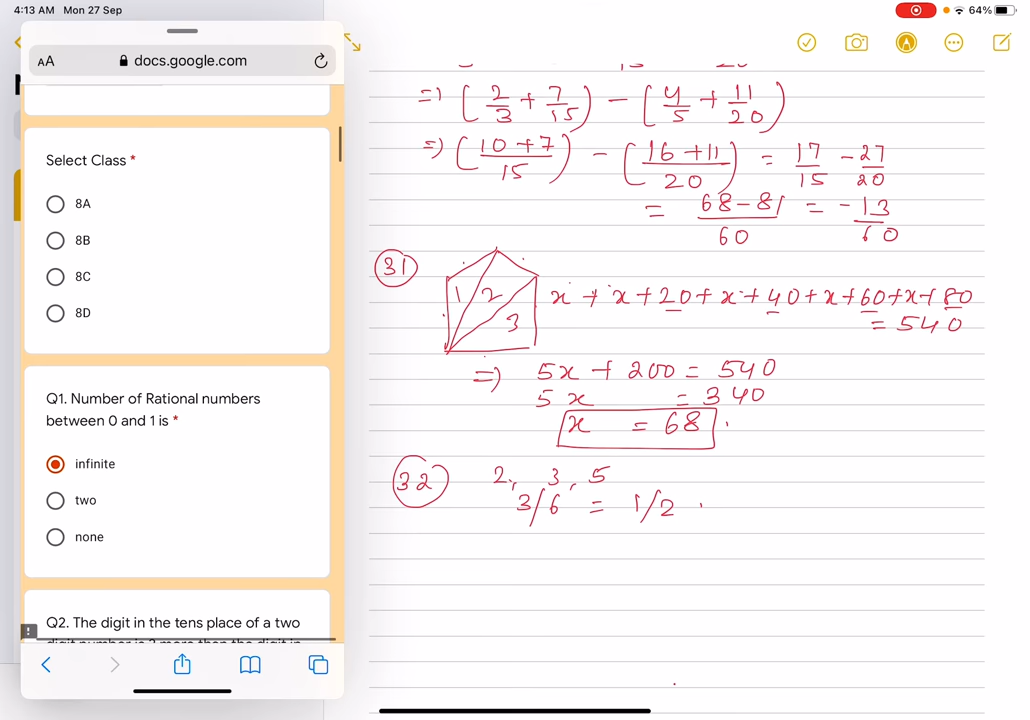 4:13 AM Mon 27 Sep
64%
AA docs.google.com
Select Class *
8A
8B
8C
8D
Q1. Number of Rational numbers
between 0 and 1 is *
infinite
two
none
Q2. The digit in the tens place of a two
=) (2/3 + 7/15) - (4/5 + 11/20)
=) (10+7/15) - (16+11/20) = 17/15 - 27/20
= 68-81/60 = -13/60
31
1 2 3
x + x+20+x+40+x+60+x+80
= 540
=) 5x + 200 = 540
5x = 340
x = 68
32 2, 3, 5
3/6 = 1/2